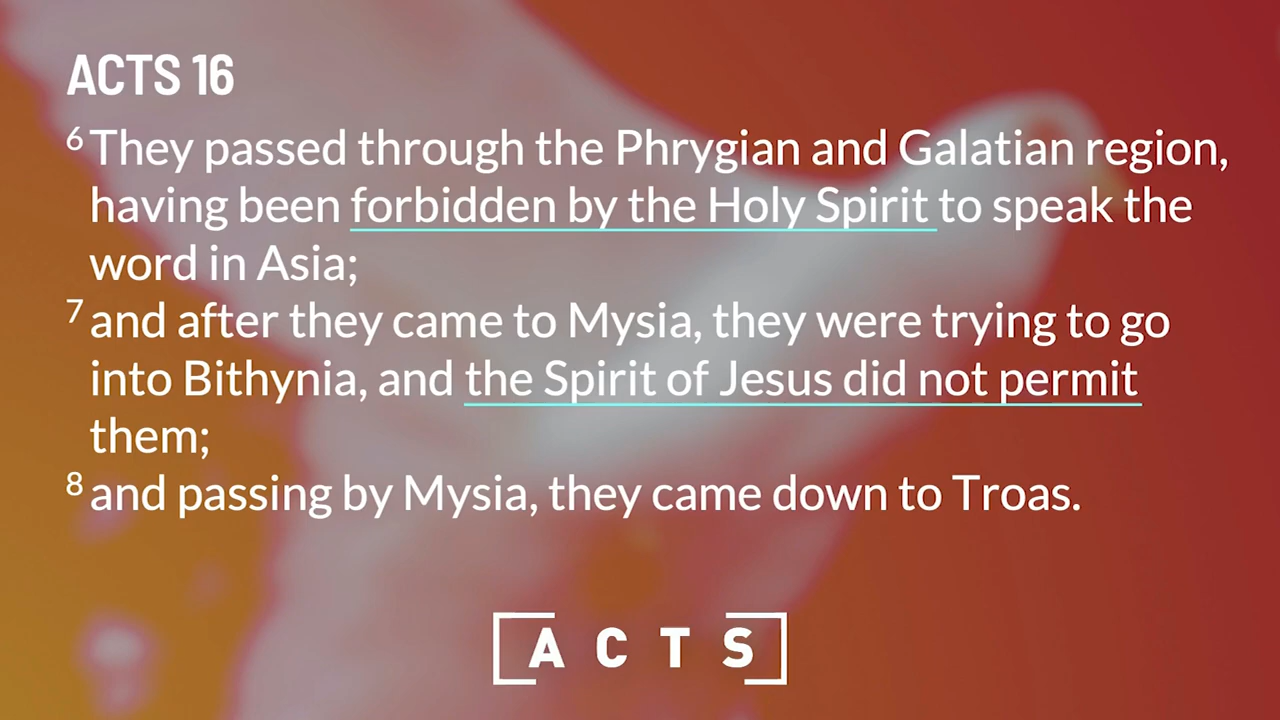 ACTS 16
6 They passed through the Phrygian and Galatian region,
having been forbidden by the Holy Spirit to speak the
word in Asia;
7 and after they came to Mysia, they were trying to go
into Bithynia, and the Spirit of Jesus did not permit
them;
8 and passing by Mysia, they came down to Troas.
ACTS